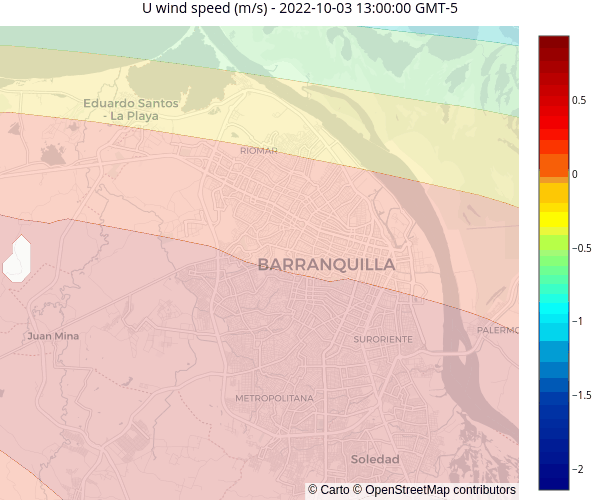 U wind speed (m/s) - 2022-10-03 13:00:00 GMT-5
Eduardo Santos
- La Playa
RIOMAR
BARRANQUILLA
Juan Mina
SURORIENTE
PALERMO
METROPOLITANA
Soledad
© Carto © OpenStreetMap contributors
0.5
0
−0.5
−1
−1.5
−2